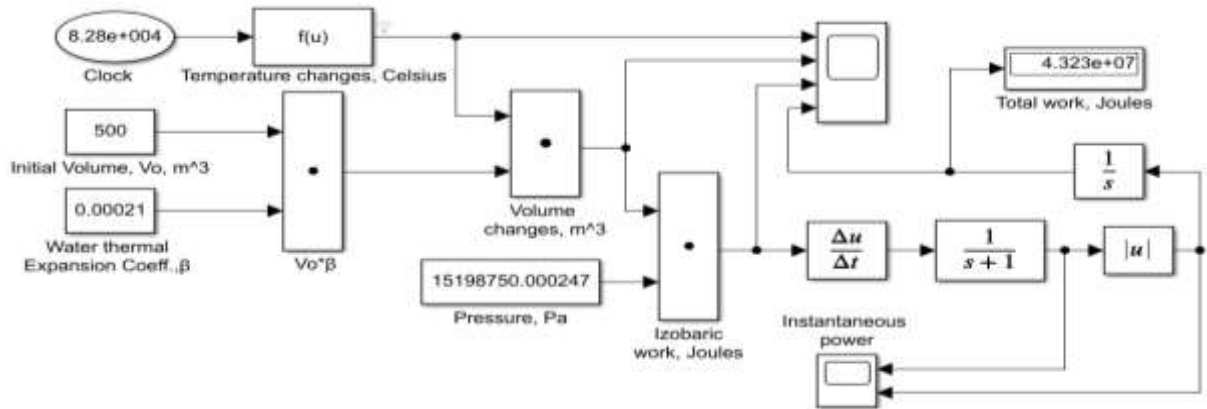 8.28e+004
Clock
f(u)
Temperature changes, Celsius
500
Initial Volume, Vo, m^3
0.00021
Water thermal
Expansion Coeff.,β
Vo*β
Volume
changes, m^3
15198750.000247
Pressure, Pa
Izobaric
work, Joules
Δu
Δt
1
s + 1
|u|
1
s
4.323e+07
Total work, Joules
Instantaneous
power